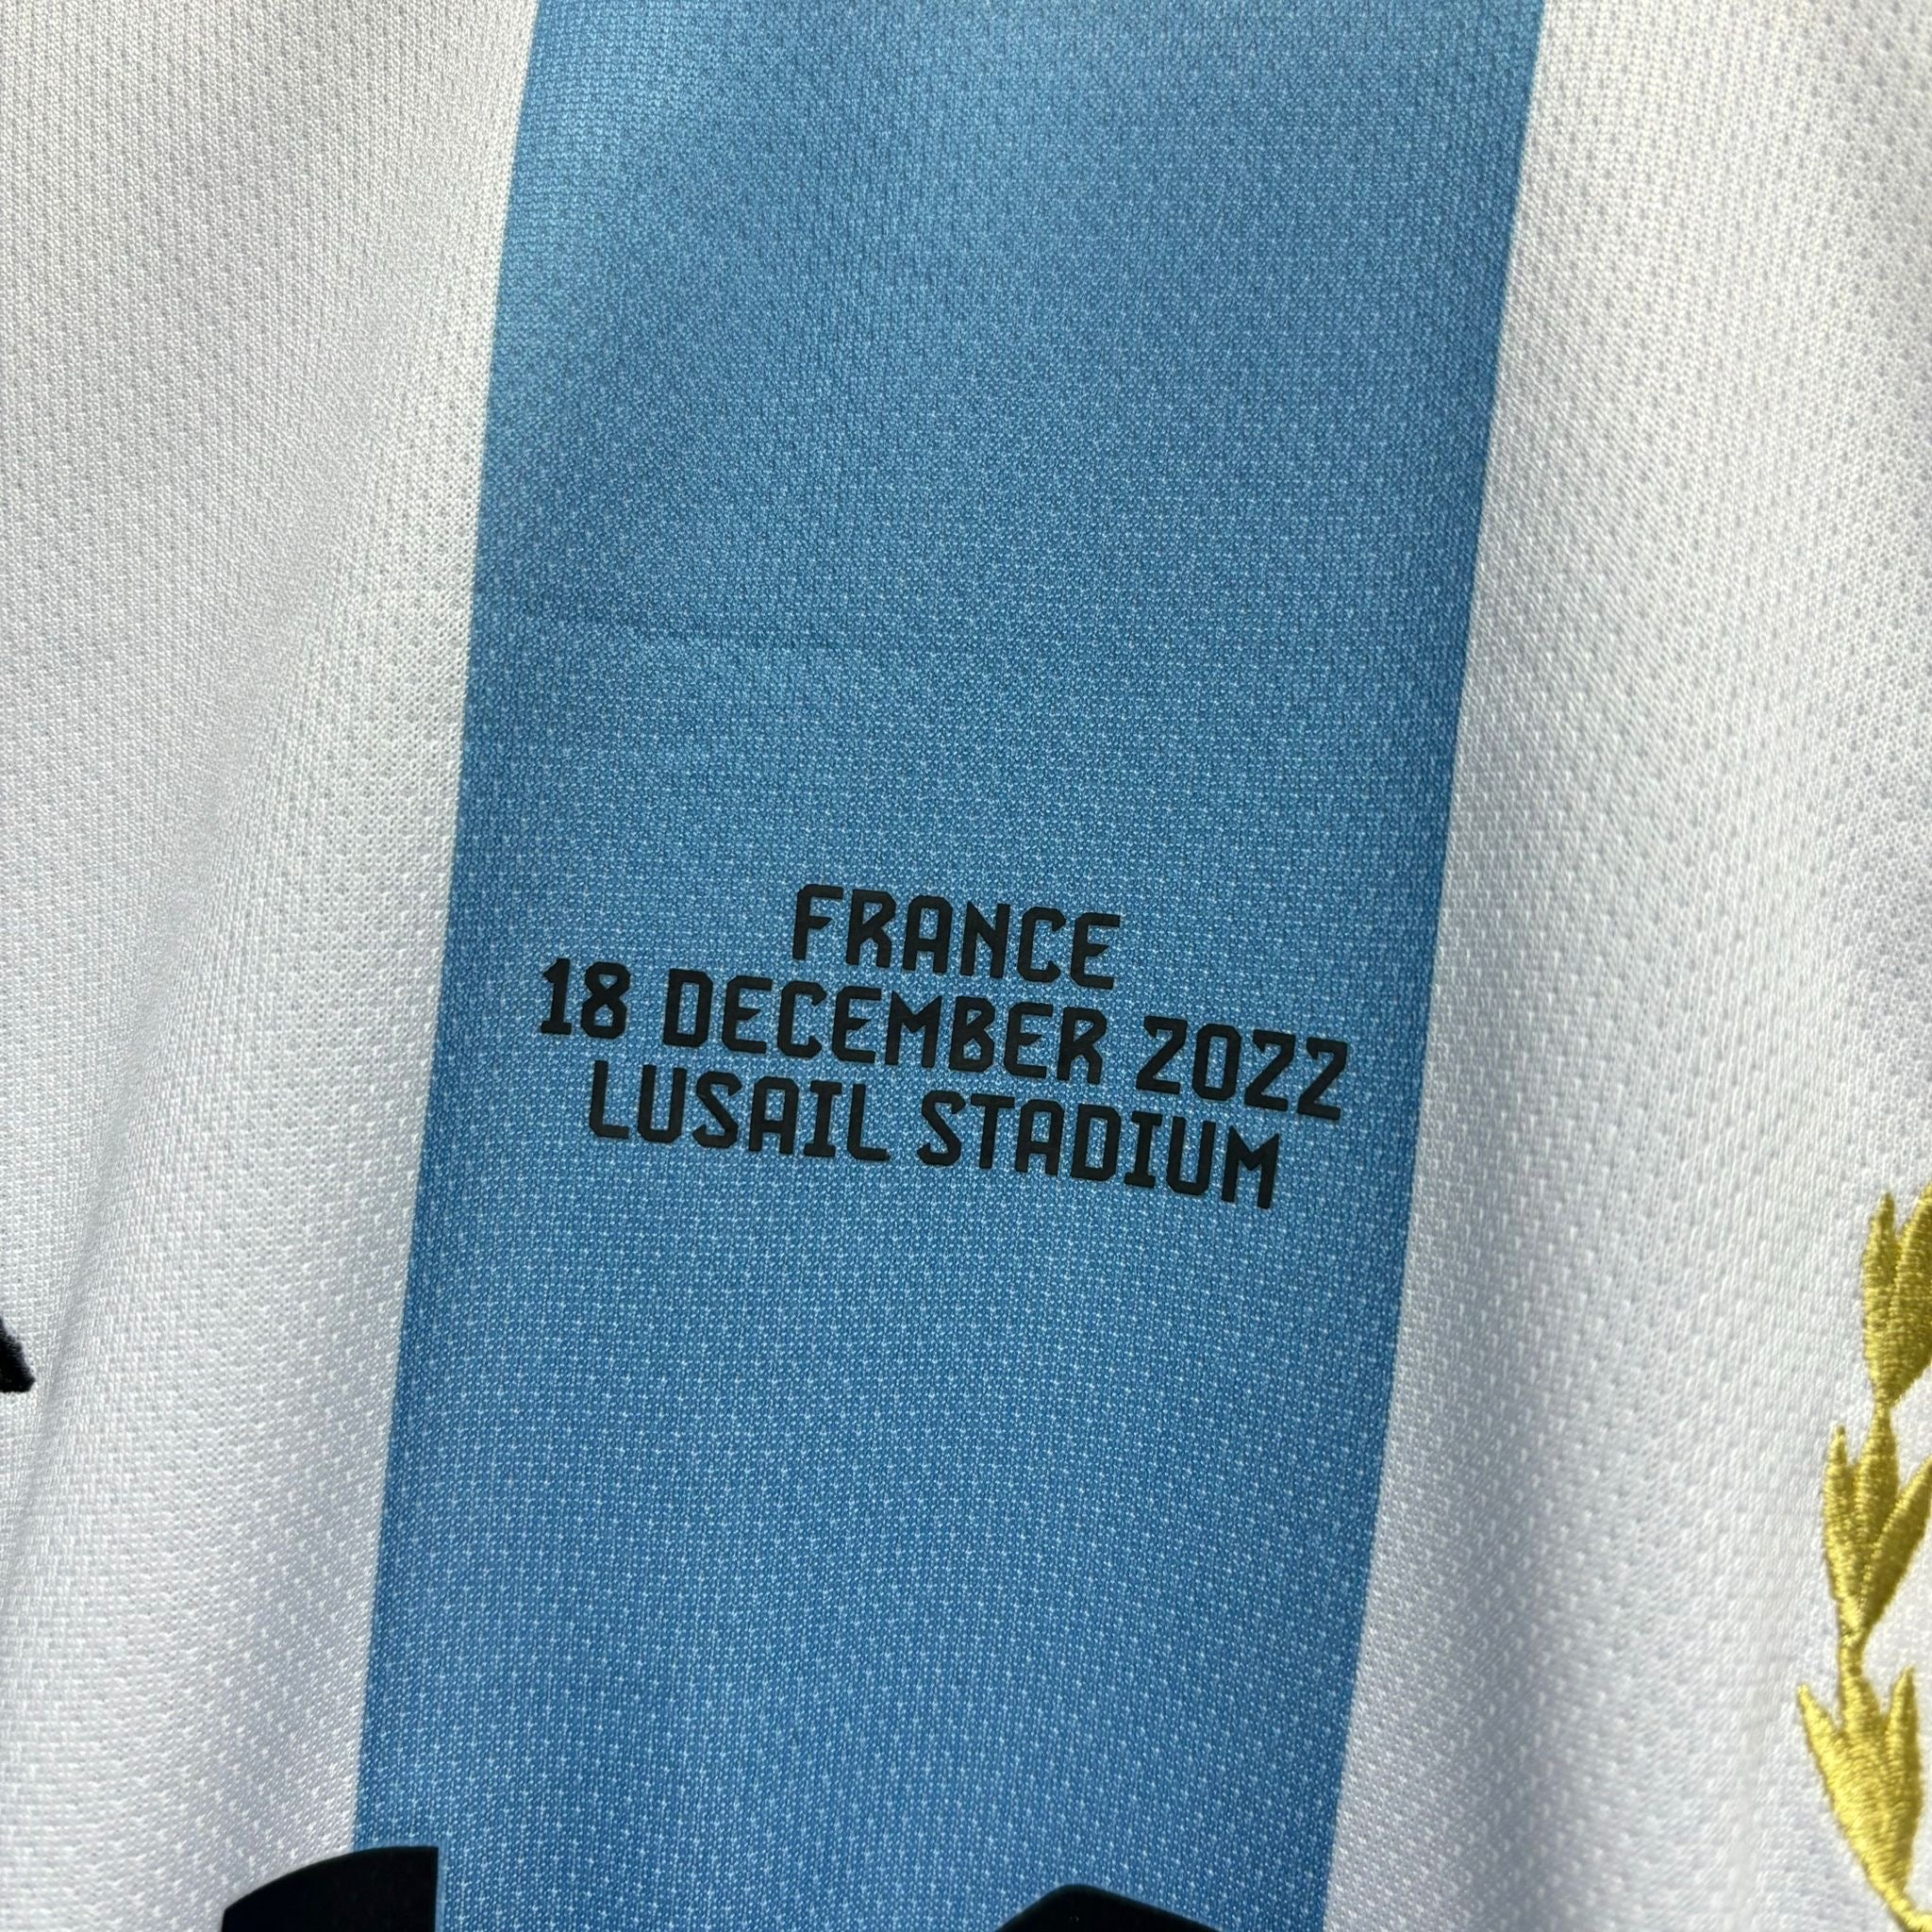 FRANCE
18 DECEMBER 2022
LUSAIL STADIUM